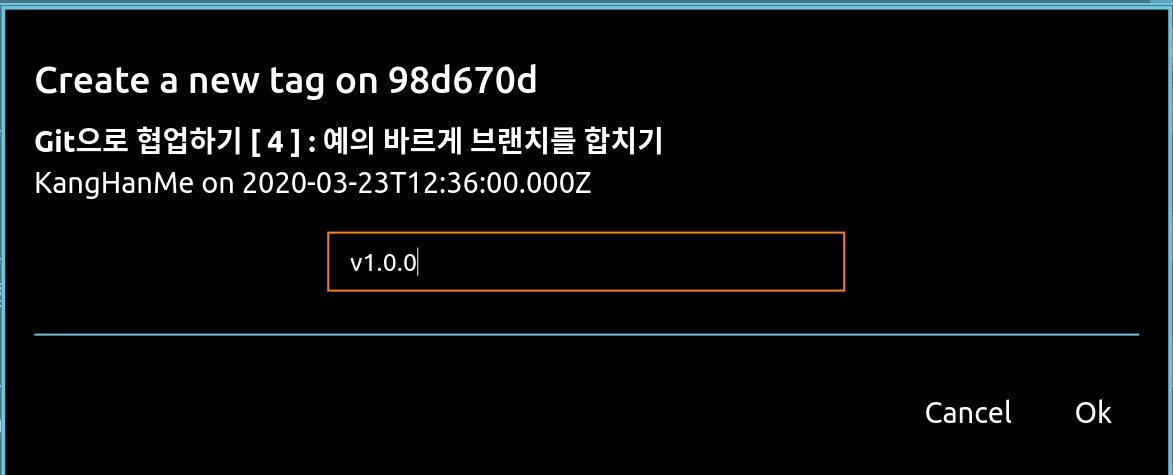 Create a new tag on 98d670d
Git으로 협업하기 [ 4 ] : 예의 바르게 브랜치를 합치기
KangHanMe on 2020-03-23T12:36:00.000Z
v1.0.0
Cancel Ok